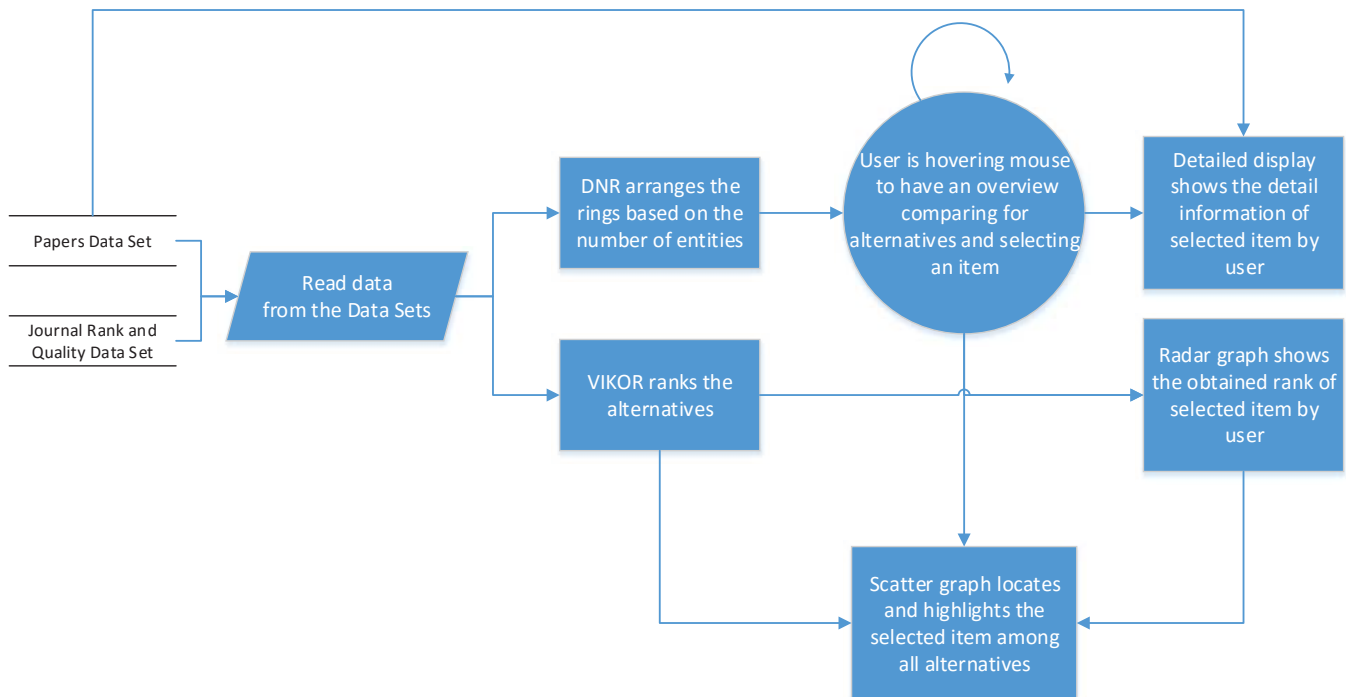 Papers Data Set
Journal Rank and
Quality Data Set
Read data
from the Data Sets
DNR arranges the
rings based on the
number of entities
VIKOR ranks the
alternatives
User is hovering mouse
to have an overview
comparing for
alternatives and selecting
an item
Detailed display
shows the detail
information of
selected item by
user
Radar graph shows
the obtained rank of
selected item by
user
Scatter graph locates
and highlights the
selected item among
all alternatives